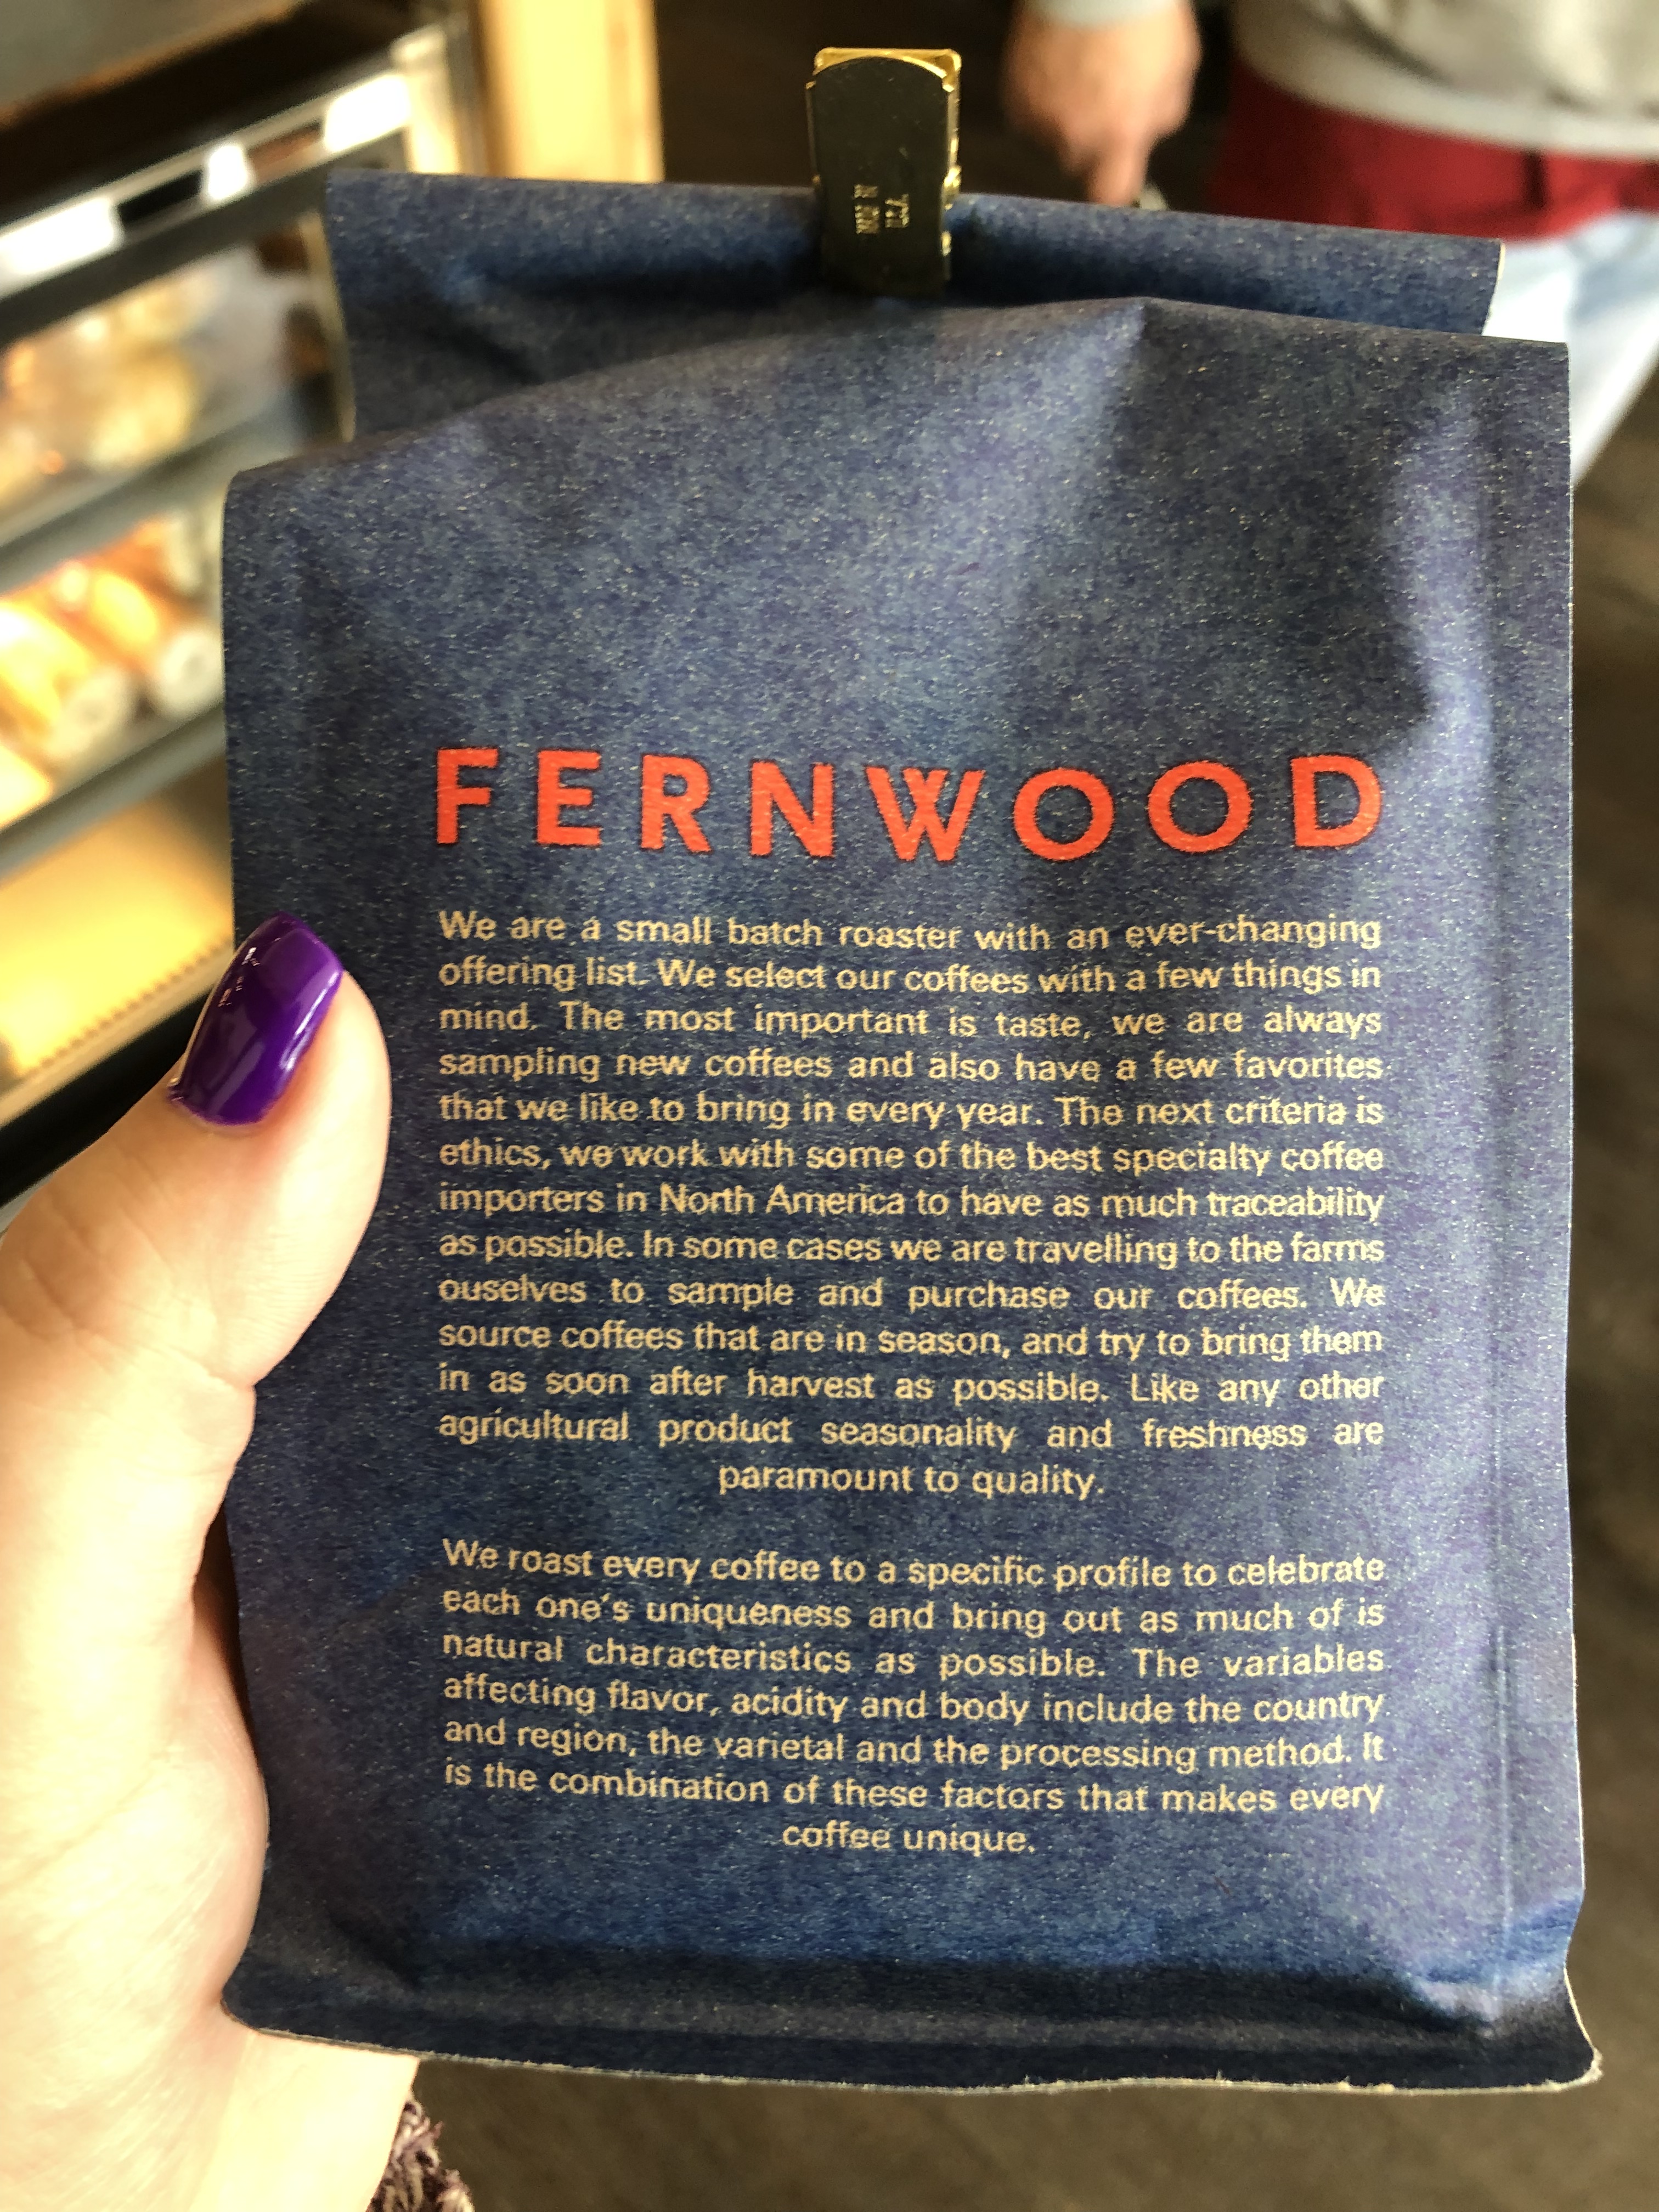 FERNWOOD
We are a small batch roaster with an ever-changing
offering list. We select our coffees with a few things in
mind. The most important is taste, we are always
sampling new coffees and also have a few favorites
that we like to bring in every year. The next criteria is
ethics, we work with some of the best specialty coffee
importers in North America to have as much traceability
as possible. In some cases we are travelling to the farms
ouselves to sample and purchase our coffees. We
source coffees that are in season, and try to bring them
in as soon after harvest as possible. Like any other
agricultural product seasonality and freshness are
paramount to quality.
We roast every coffee to a specific profile to celebrate
each one's uniqueness and bring out as much of is
natural characteristics as possible. The variables
affecting flavor, acidity and body include the country
and region, the varietal and the processing method. It
is the combination of these factors that makes every
coffee unique.